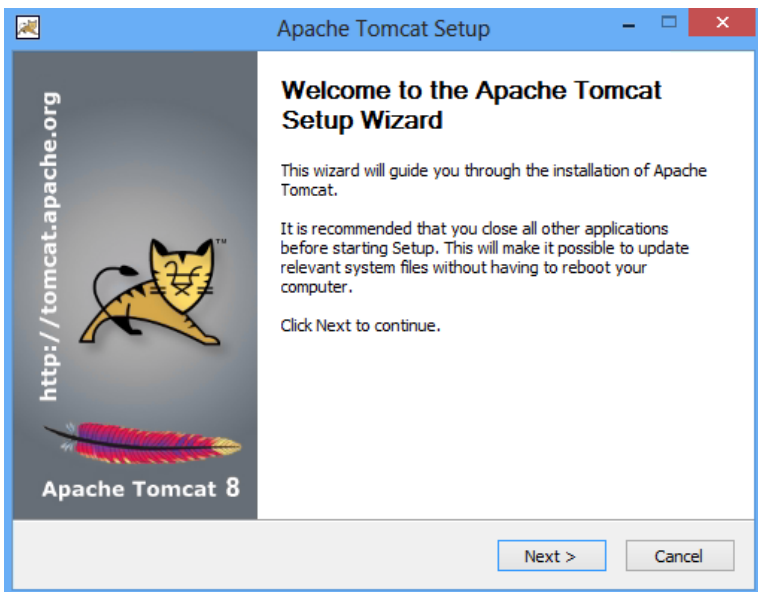 Apache Tomcat Setup
http://tomcat.apache.org
TM
Apache Tomcat 8
Welcome to the Apache Tomcat
Setup Wizard
This wizard will guide you through the installation of Apache
Tomcat.
It is recommended that you close all other applications
before starting Setup. This will make it possible to update
relevant system files without having to reboot your
computer.
Click Next to continue.
Next >
Cancel